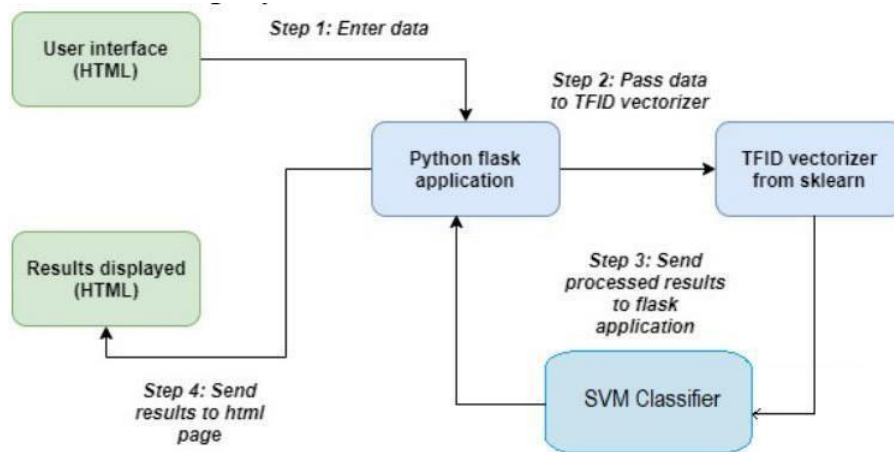 Step 1: Enter data
User interface
(HTML)
Step 2: Pass data
to TFID vectorizer
Python flask
application
TFID vectorizer
from sklearn
Results displayed
(HTML)
Step 3: Send
processed results
to flask
application
Step 4: Send
results to html
page
SVM Classifier